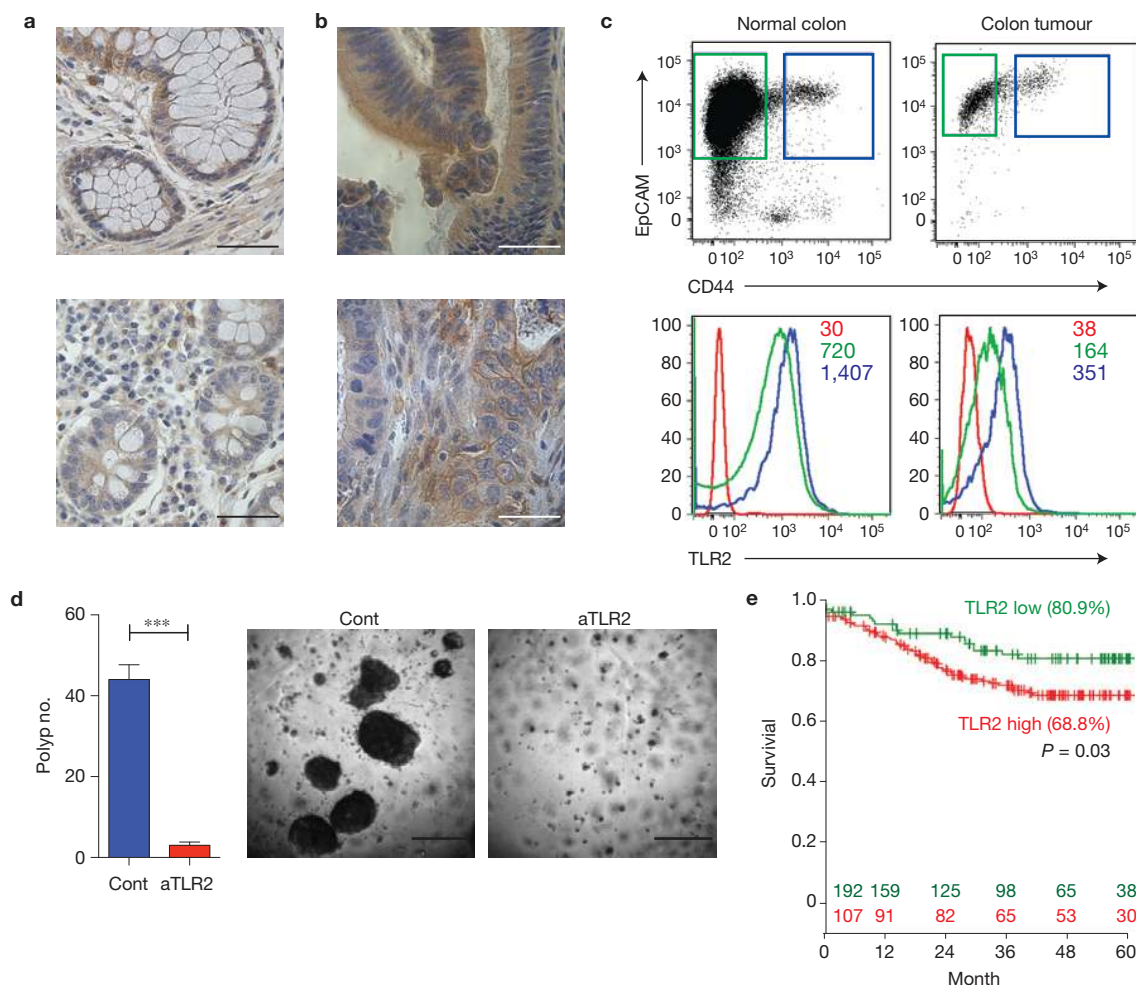 a
b
c
Normal colon
Colon tumour
10⁵
10⁴
10³
10²
0
EpCAM
0 10² 10³ 10⁴ 10⁵
CD44
10⁵
10⁴
10³
10²
0
0 10² 10³ 10⁴ 10⁵
100
80
60
40
20
0
30
720
1,407
0 10² 10³ 10⁴ 10⁵
TLR2
100
80
60
40
20
0
38
164
351
0 10² 10³ 10⁴ 10⁵
d
60
40
20
0
Polyp no.
***
Cont aTLR2
Cont
aTLR2
e
1.0
0.8
0.6
0.4
0.2
0
Survivial
TLR2 low (80.9%)
TLR2 high (68.8%)
P = 0.03
192 159 125 98 65 38
107 91 82 65 53 30
0 12 24 36 48 60
Month